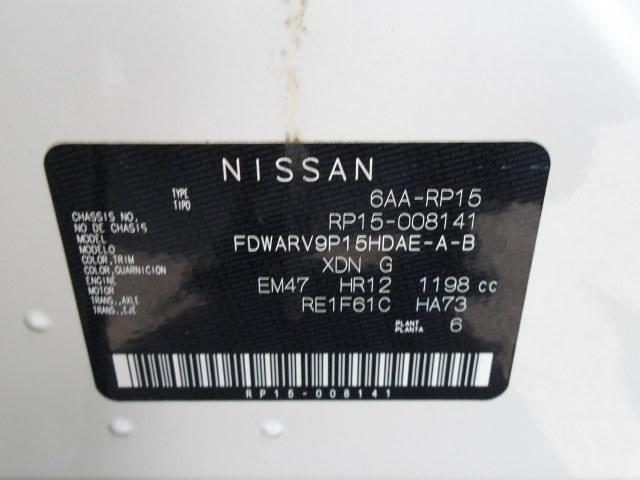 NISSAN
TYPE 6AA-RP15
TIPO
CHASSIS NO. RP15-008141
NO DE CHASSIS
MODEL FDWARV9P15HDAE-A-B
MODELO
COLOR,TRIM XDN G
COLOR,GUARNICION
ENGINE EM47 HR12 1198 cc
MOTOR
TRANS.,AXLE RE1F61C HA73
TRANS.,EJE
PLANT 6
PLANTA
RP15-008141